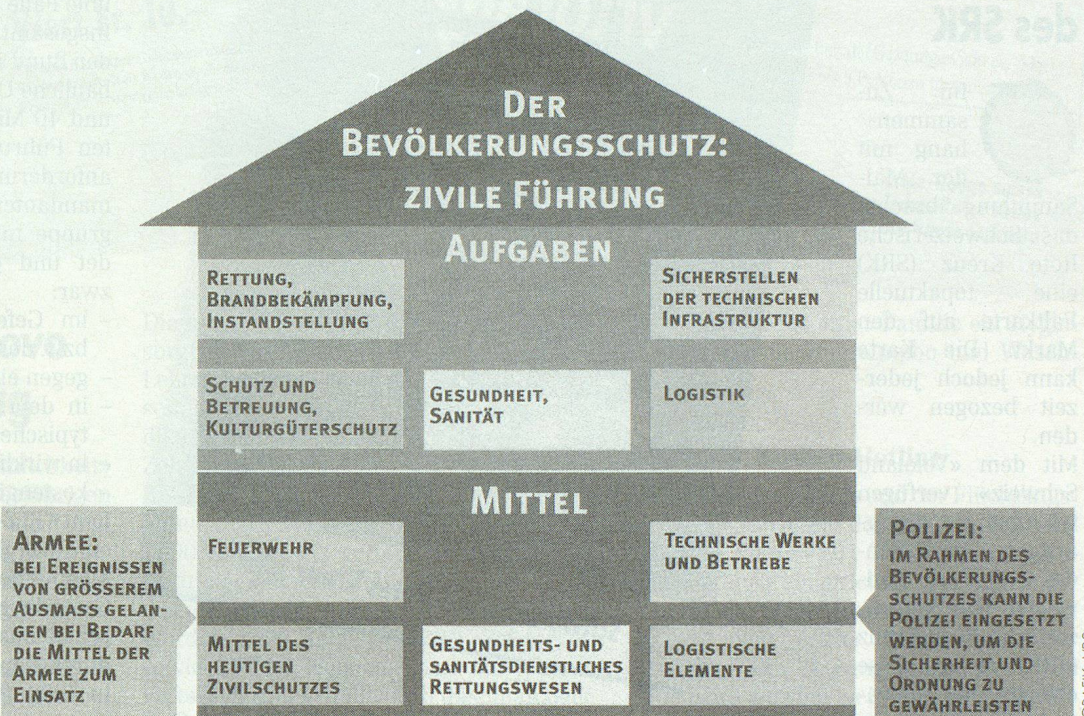 DER
BEVÖLKERUNGSSCHUTZ:
ZIVILE FÜHRUNG
AUFGABEN
RETTUNG,
BRANDBEKÄMPFUNG,
INSTANDSTELLUNG
SICHERSTELLEN
DER TECHNISCHEN
INFRASTRUKTUR
SCHUTZ UND
BETREUUNG,
KULTURGÜTERSCHUTZ
GESUNDHEIT,
SANITÄT
LOGISTIK
MITTEL
ARMEE:
BEI EREIGNISSEN
VON GRÖSSEREM
AUSMASS GELAN-
GEN BEI BEDARF
DIE MITTEL DER
ARMEE ZUM
EINSATZ
FEUERWEHR
TECHNISCHE WERKE
UND BETRIEBE
MITTEL DES
HEUTIGEN
ZIVILSCHUTZES
GESUNDHEITS- UND
SANITÄTSDIENSTLICHES
RETTUNGSWESEN
LOGISTISCHE
ELEMENTE
POLIZEI:
IM RAHMEN DES
BEVÖLKERUNGS-
SCHUTZES KANN DIE
POLIZEI EINGESETZT
WERDEN, UM DIE
SICHERHEIT UND
ORDNUNG ZU
GEWÄHRLEISTEN